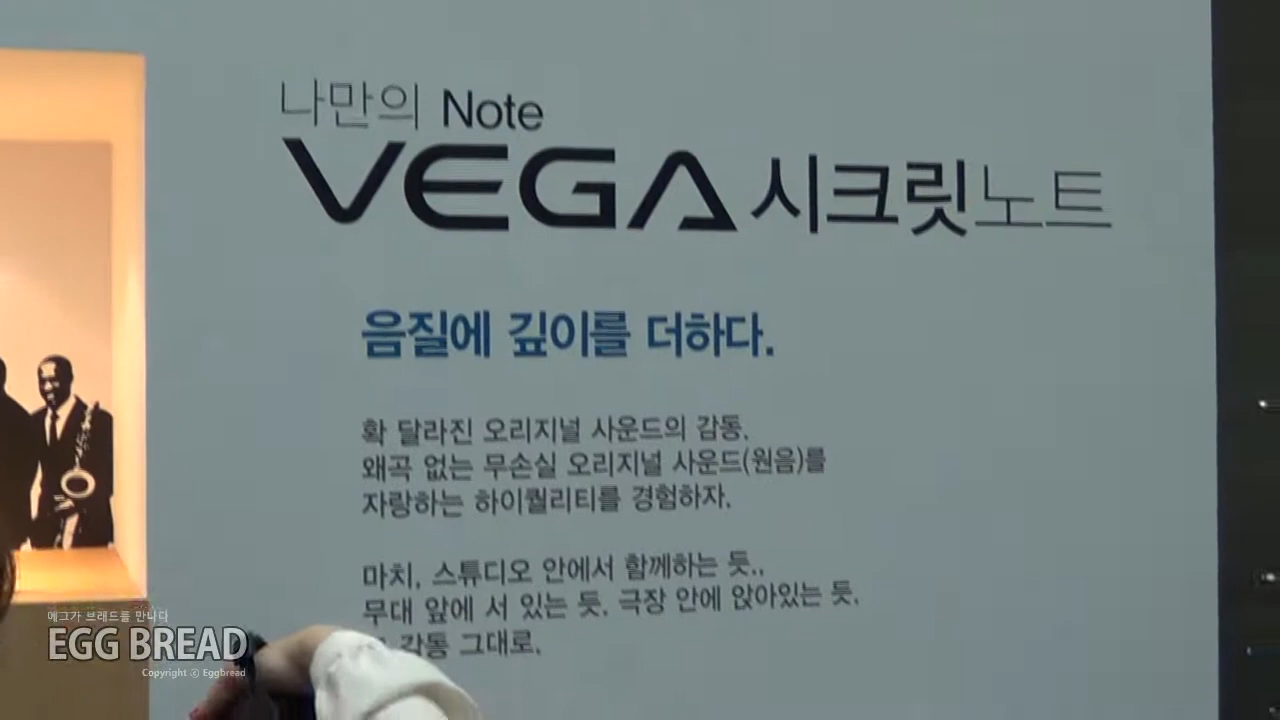 나만의 Note
VEGA 시크릿노트
음질에 깊이를 더하다.
확 달라진 오리지널 사운드의 감동.
왜곡 없는 무손실 오리지널 사운드(원음)를
자랑하는 하이퀄리티를 경험하자.
마치, 스튜디오 안에서 함께하는 듯..
무대 앞에 서 있는 듯. 극장 안에 앉아있는 듯.
감동 그대로.
에그가 브레드를 만나다
EGG BREAD
Copyright ⓒ Eggbread